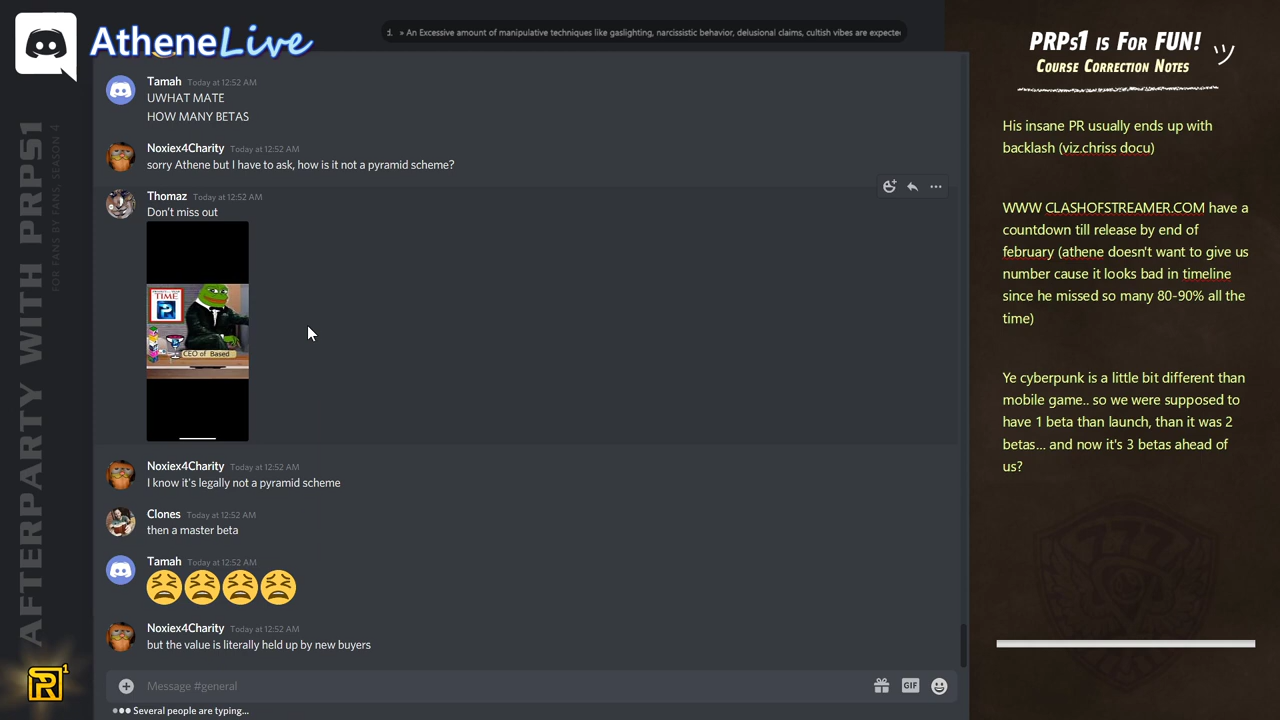 AtheneLive
d. » An Excessive amount of manipulative techniques like gaslighting, narcissistic behavior, delusional claims, cultish vibes are expecte
Tamah Today at 12:52 AM
UWHAT MATE
HOW MANY BETAS
Noxiex4Charity Today at 12:52 AM
sorry Athene but I have to ask, how is it not a pyramid scheme?
Thomaz Today at 12:52 AM
Don't miss out
TIME
CEO of Based
Noxiex4Charity Today at 12:52 AM
I know it's legally not a pyramid scheme
Clones Today at 12:52 AM
then a master beta
Tamah Today at 12:52 AM
Noxiex4Charity Today at 12:52 AM
but the value is literally held up by new buyers
Message #general
GIF
Several people are typing...
AFTERPARTY WITH PRPS1
FOR FANS BY FANS, SEASON 4
R1
PRPs1 is For FUN!
Course Correction Notes
ツ
His insane PR usually ends up with
backlash (viz.chriss docu)
WWW CLASHOFSTREAMER.COM have a
countdown till release by end of
february (athene doesn't want to give us
number cause it looks bad in timeline
since he missed so many 80-90% all the
time)
Ye cyberpunk is a little bit different than
mobile game.. so we were supposed to
have 1 beta than launch, than it was 2
betas... and now it's 3 betas ahead of
us?